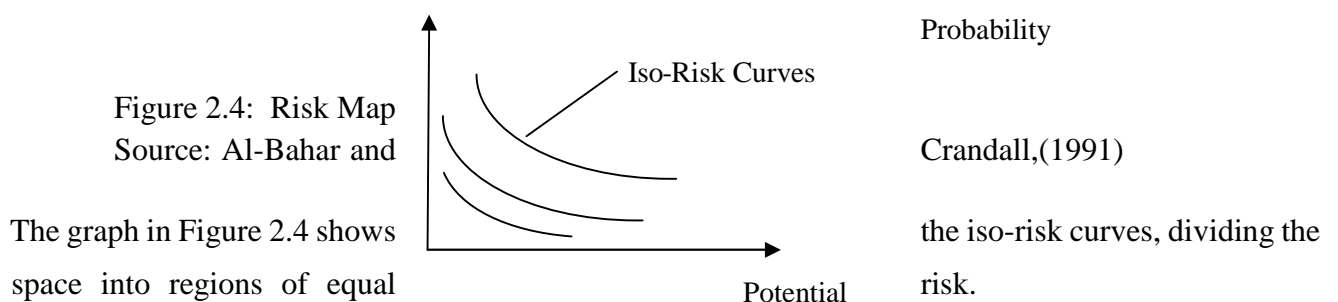 Probability
Iso-Risk Curves
Figure 2.4: Risk Map
Source: Al-Bahar and Crandall,(1991)
The graph in Figure 2.4 shows the iso-risk curves, dividing the
space into regions of equal risk.
Potential